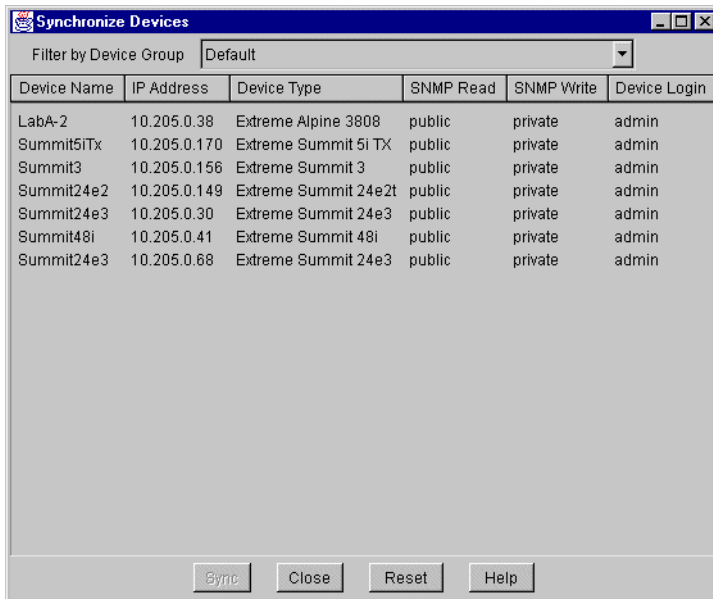 Synchronize Devices
Filter by Device Group Default
Device Name IP Address Device Type SNMP Read SNMP Write Device Login
LabA-2 10.205.0.38 Extreme Alpine 3808 public private admin
Summit5iTx 10.205.0.170 Extreme Summit 5i TX public private admin
Summit3 10.205.0.156 Extreme Summit 3 public private admin
Summit24e2 10.205.0.149 Extreme Summit 24e2t public private admin
Summit24e3 10.205.0.30 Extreme Summit 24e3 public private admin
Summit48i 10.205.0.41 Extreme Summit 48i public private admin
Summit24e3 10.205.0.68 Extreme Summit 24e3 public private admin
Sync Close Reset Help